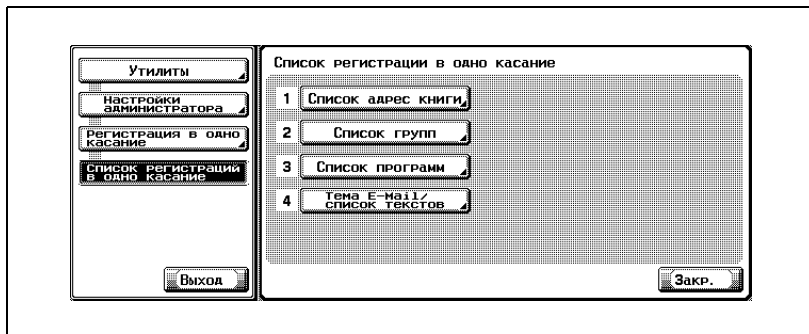 Утилиты
Настройки
администратора
Регистрация в одно
касание
Список регистраций
в одно касание
Выход
Список регистрации в одно касание
1 Список адрес книги
2 Список групп
3 Список программ
4 Тема E-Mail/
список текстов
Закр.